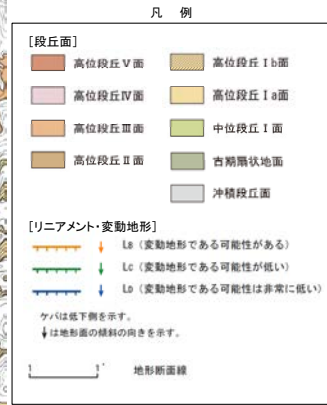 凡 例
[段丘面]
高位段丘Ⅴ面
高位段丘Ⅳ面
高位段丘Ⅲ面
高位段丘Ⅱ面
高位段丘Ⅰb面
高位段丘Ⅰa面
中位段丘Ⅰ面
古期扇状地面
沖積段丘面
[リニアメント・変動地形]
LB (変動地形である可能性がある)
LC (変動地形である可能性が低い)
LD (変動地形である可能性は非常に低い)
ケバは低下側を示す。
↓は地形面の傾斜の向きを示す。
1 1' 地形断面線